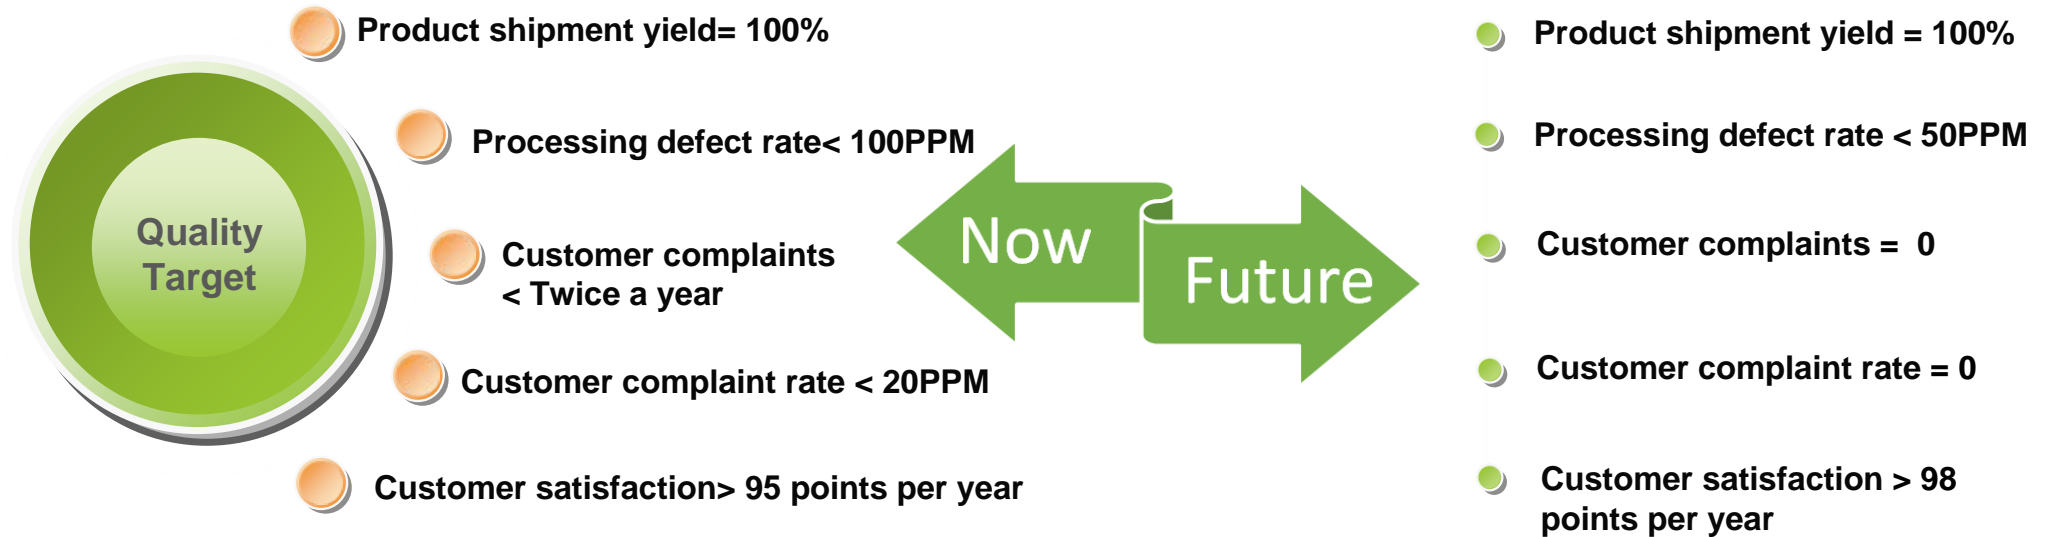 Quality
Target
Product shipment yield= 100%
Processing defect rate< 100PPM
Customer complaints
< Twice a year
Customer complaint rate < 20PPM
Customer satisfaction> 95 points per year
Now
Future
Product shipment yield = 100%
Processing defect rate < 50PPM
Customer complaints =  0
Customer complaint rate = 0
Customer satisfaction > 98
points per year